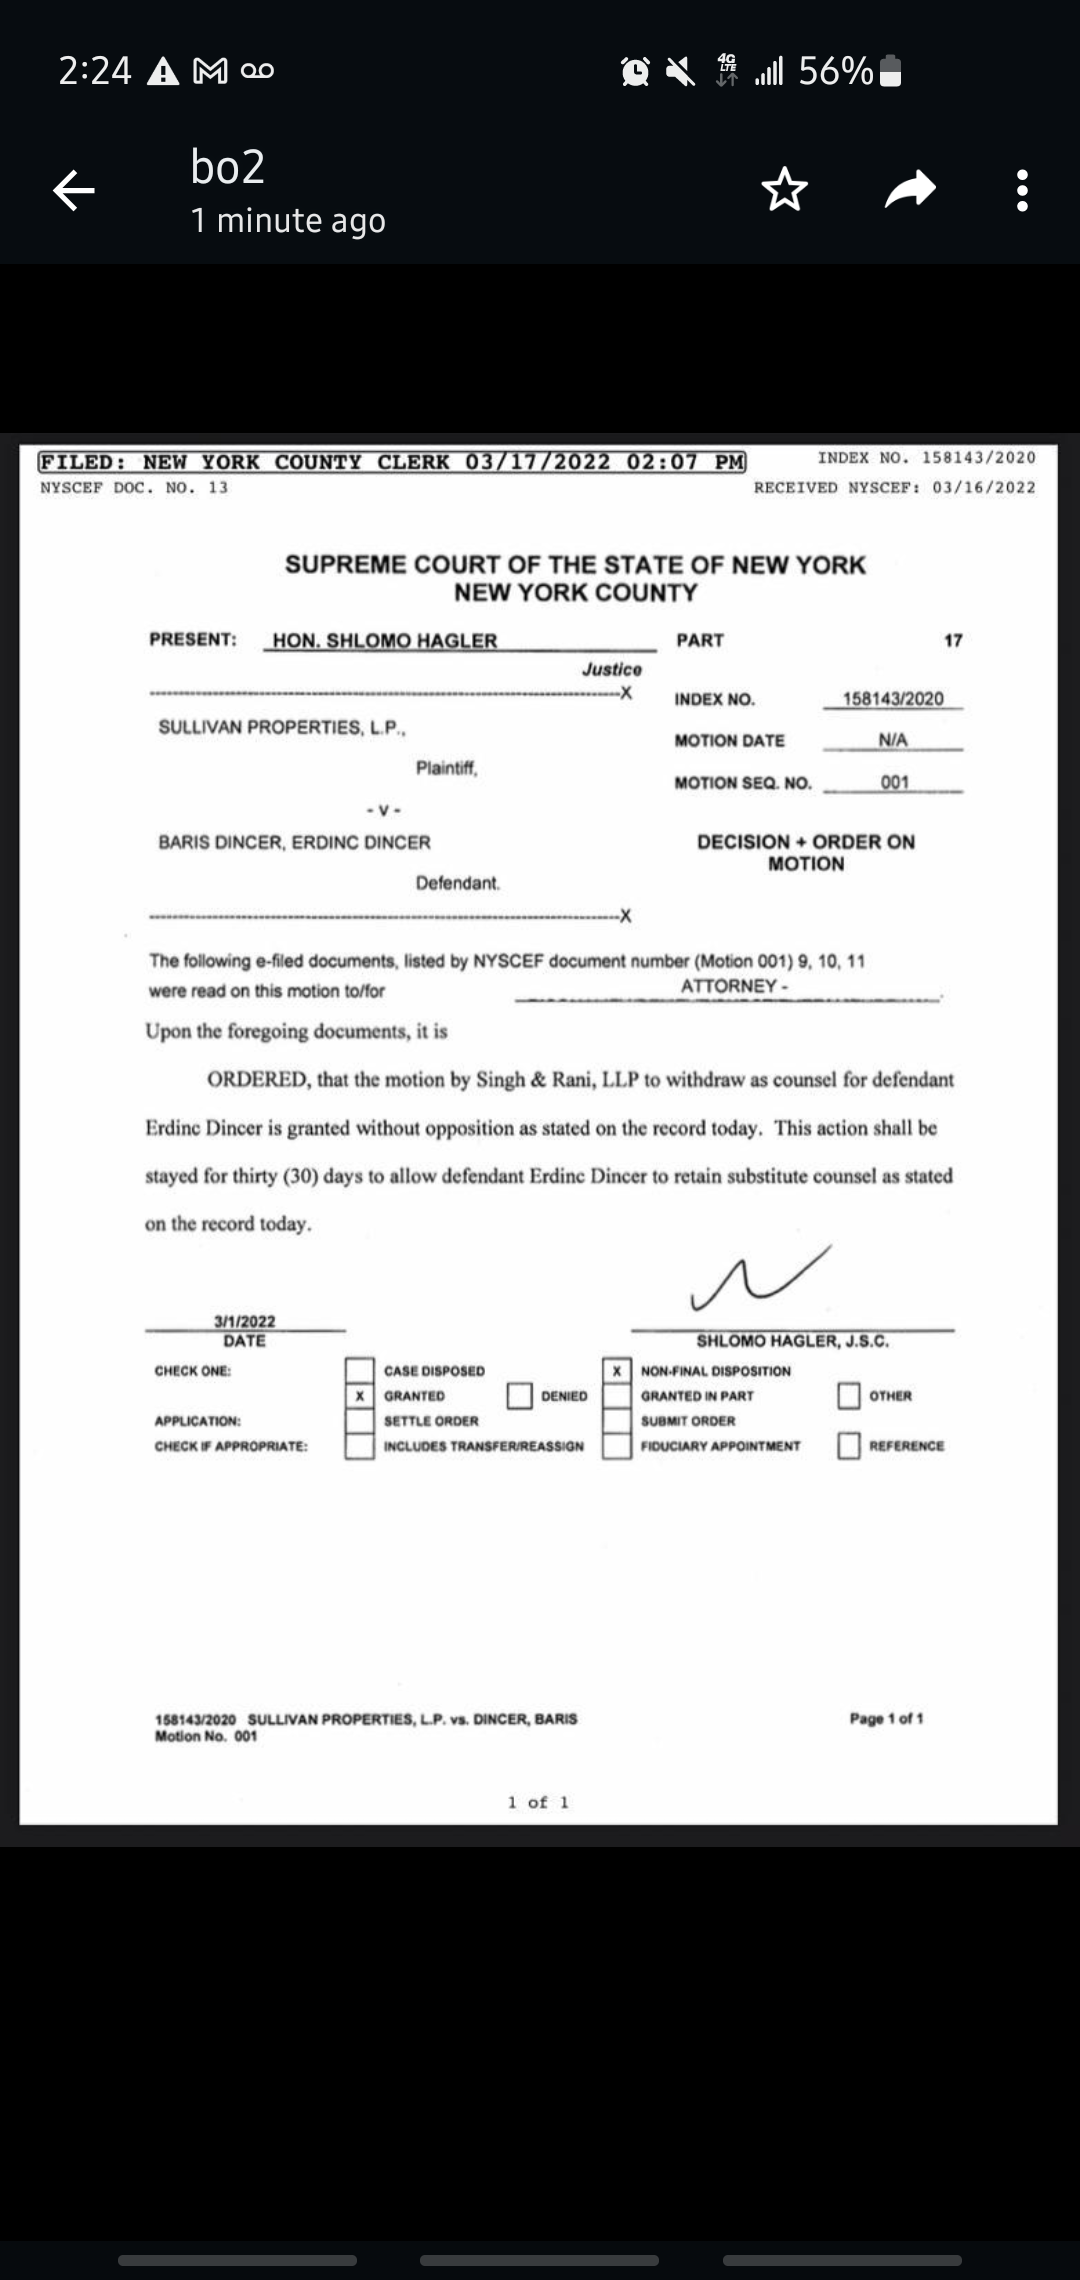 2:24 4G LTE 56%
bo2
1 minute ago
FILED: NEW YORK COUNTY CLERK 03/17/2022 02:07 PM
INDEX NO. 158143/2020
NYSCEF DOC. NO. 13
RECEIVED NYSCEF: 03/16/2022
SUPREME COURT OF THE STATE OF NEW YORK
NEW YORK COUNTY
PRESENT: HON. SHLOMO HAGLER PART 17
Justice
-X
INDEX NO. 158143/2020
SULLIVAN PROPERTIES, L.P.,
MOTION DATE N/A
Plaintiff,
MOTION SEQ. NO. 001
- v -
BARIS DINCER, ERDINC DINCER
DECISION + ORDER ON
MOTION
Defendant.
-X
The following e-filed documents, listed by NYSCEF document number (Motion 001) 9, 10, 11
were read on this motion to/for ATTORNEY - .
Upon the foregoing documents, it is
ORDERED, that the motion by Singh & Rani, LLP to withdraw as counsel for defendant
Erdinc Dincer is granted without opposition as stated on the record today. This action shall be
stayed for thirty (30) days to allow defendant Erdinc Dincer to retain substitute counsel as stated
on the record today.
3/1/2022
DATE SHLOMO HAGLER, J.S.C.
CHECK ONE: CASE DISPOSED X NON-FINAL DISPOSITION
X GRANTED DENIED GRANTED IN PART OTHER
APPLICATION: SETTLE ORDER SUBMIT ORDER
CHECK IF APPROPRIATE: INCLUDES TRANSFER/REASSIGN FIDUCIARY APPOINTMENT REFERENCE
158143/2020 SULLIVAN PROPERTIES, L.P. vs. DINCER, BARIS Page 1 of 1
Motion No. 001
1 of 1